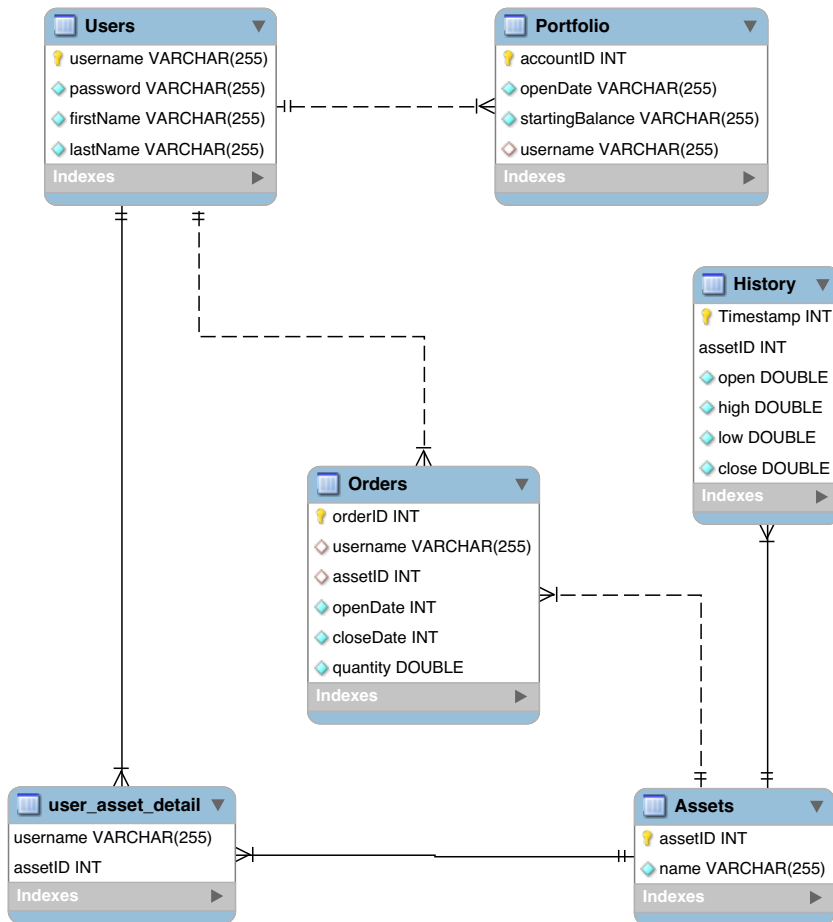 Users
username VARCHAR(255)
password VARCHAR(255)
firstName VARCHAR(255)
lastName VARCHAR(255)
Indexes
Portfolio
accountID INT
openDate VARCHAR(255)
startingBalance VARCHAR(255)
username VARCHAR(255)
Indexes
History
Timestamp INT
assetID INT
open DOUBLE
high DOUBLE
low DOUBLE
close DOUBLE
Indexes
Orders
orderID INT
username VARCHAR(255)
assetID INT
openDate INT
closeDate INT
quantity DOUBLE
Indexes
user_asset_detail
username VARCHAR(255)
assetID INT
Indexes
Assets
assetID INT
name VARCHAR(255)
Indexes